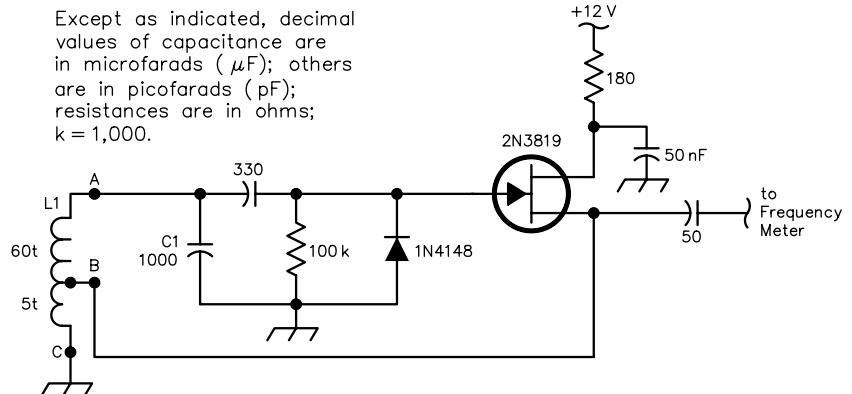 Except as indicated, decimal
values of capacitance are
in microfarads ( µF); others
are in picofarads ( pF);
resistances are in ohms;
k = 1,000.
+12 V
180
2N3819
50 nF
330
A
L1
C1
1000
100 k
1N4148
to
Frequency
Meter
50
60t
B
5t
C